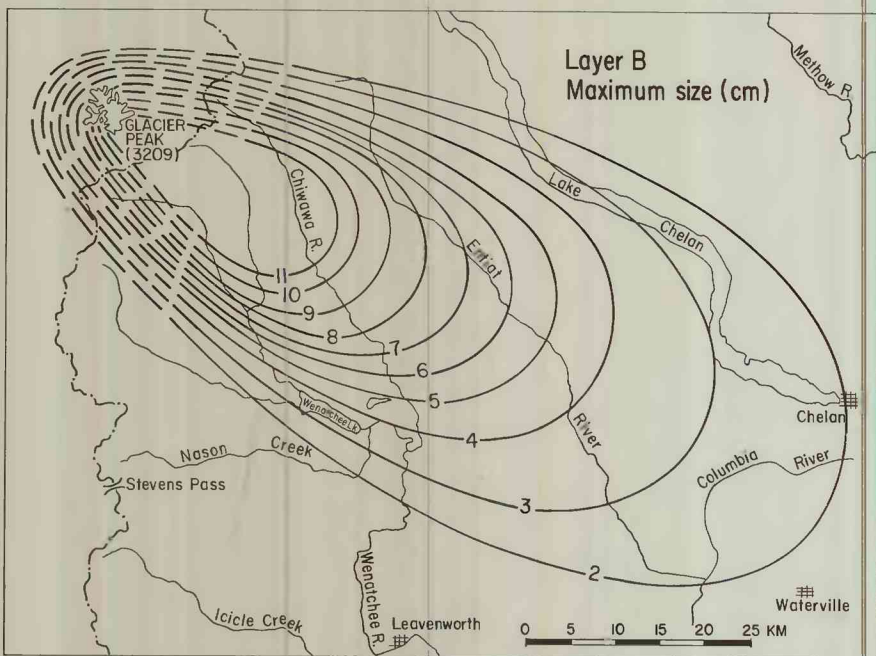 Layer B
Maximum size (cm)
Methow R.
GLACIER
PEAK
(3209)
Chiwawa R.
Lake
Chelan
Entiat
River
11
10
9
8
7
6
5
4
3
2
Wenatchee Lk.
Nason Creek
Stevens Pass
Chelan
Columbia River
Wenatchee R.
Icicle Creek
Leavenworth
Waterville
0 5 10 15 20 25 KM